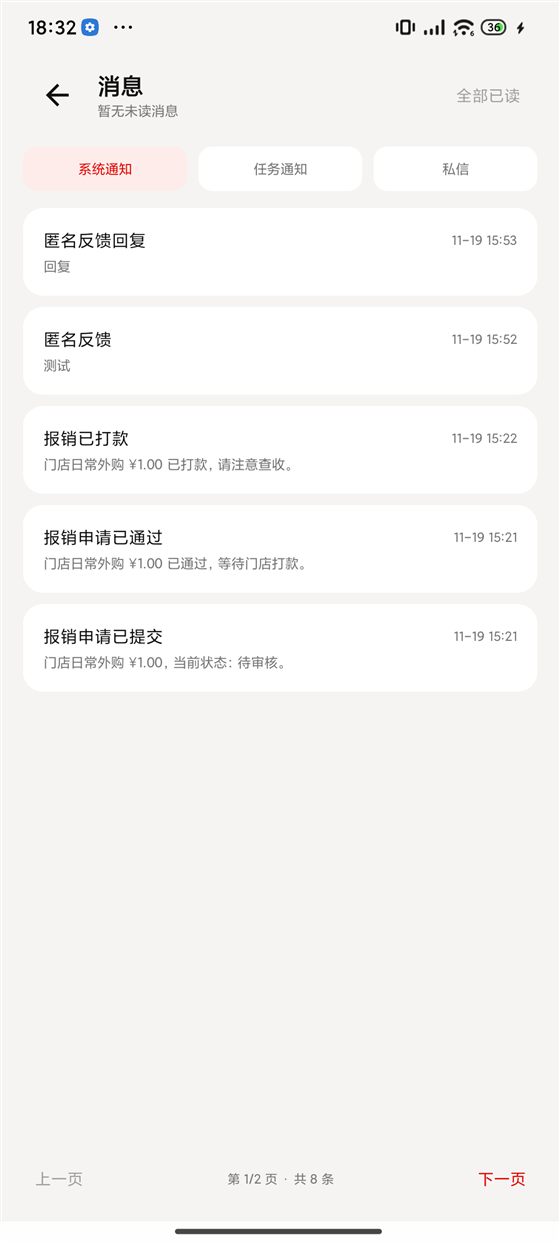 18:32
36
消息
暂无未读消息
全部已读
系统通知
任务通知
私信
匿名反馈回复
11-19 15:53
回复
匿名反馈
11-19 15:52
测试
报销已打款
11-19 15:22
门店日常外购 ¥1.00 已打款，请注意查收。
报销申请已通过
11-19 15:21
门店日常外购 ¥1.00 已通过，等待门店打款。
报销申请已提交
11-19 15:21
门店日常外购 ¥1.00，当前状态：待审核。
上一页
第 1/2 页 · 共 8 条
下一页